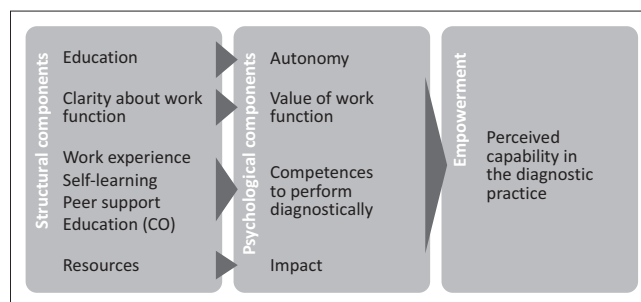 Structural components
Education
Clarity about work
function
Work experience
Self-learning
Peer support
Education (CO)
Resources
Psychological components
Autonomy
Value of work
function
Competences
to perform
diagnostically
Impact
Empowerment
Perceived
capability in
the diagnostic
practice